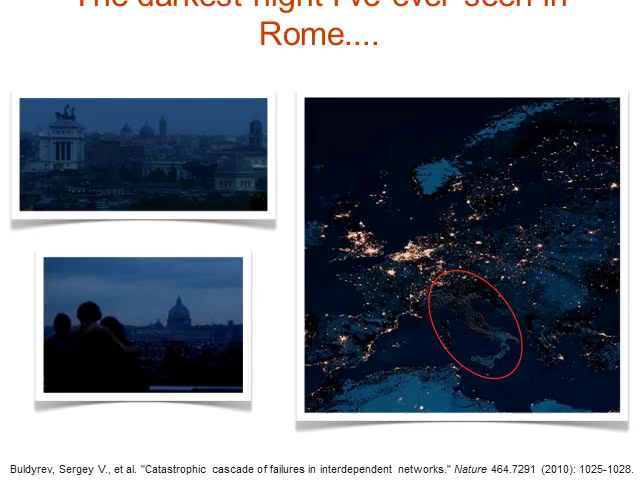 The darkest night I've ever seen in
Rome....
Buldyrev, Sergey V., et al. "Catastrophic cascade of failures in interdependent networks." Nature 464.7291 (2010): 1025-1028.